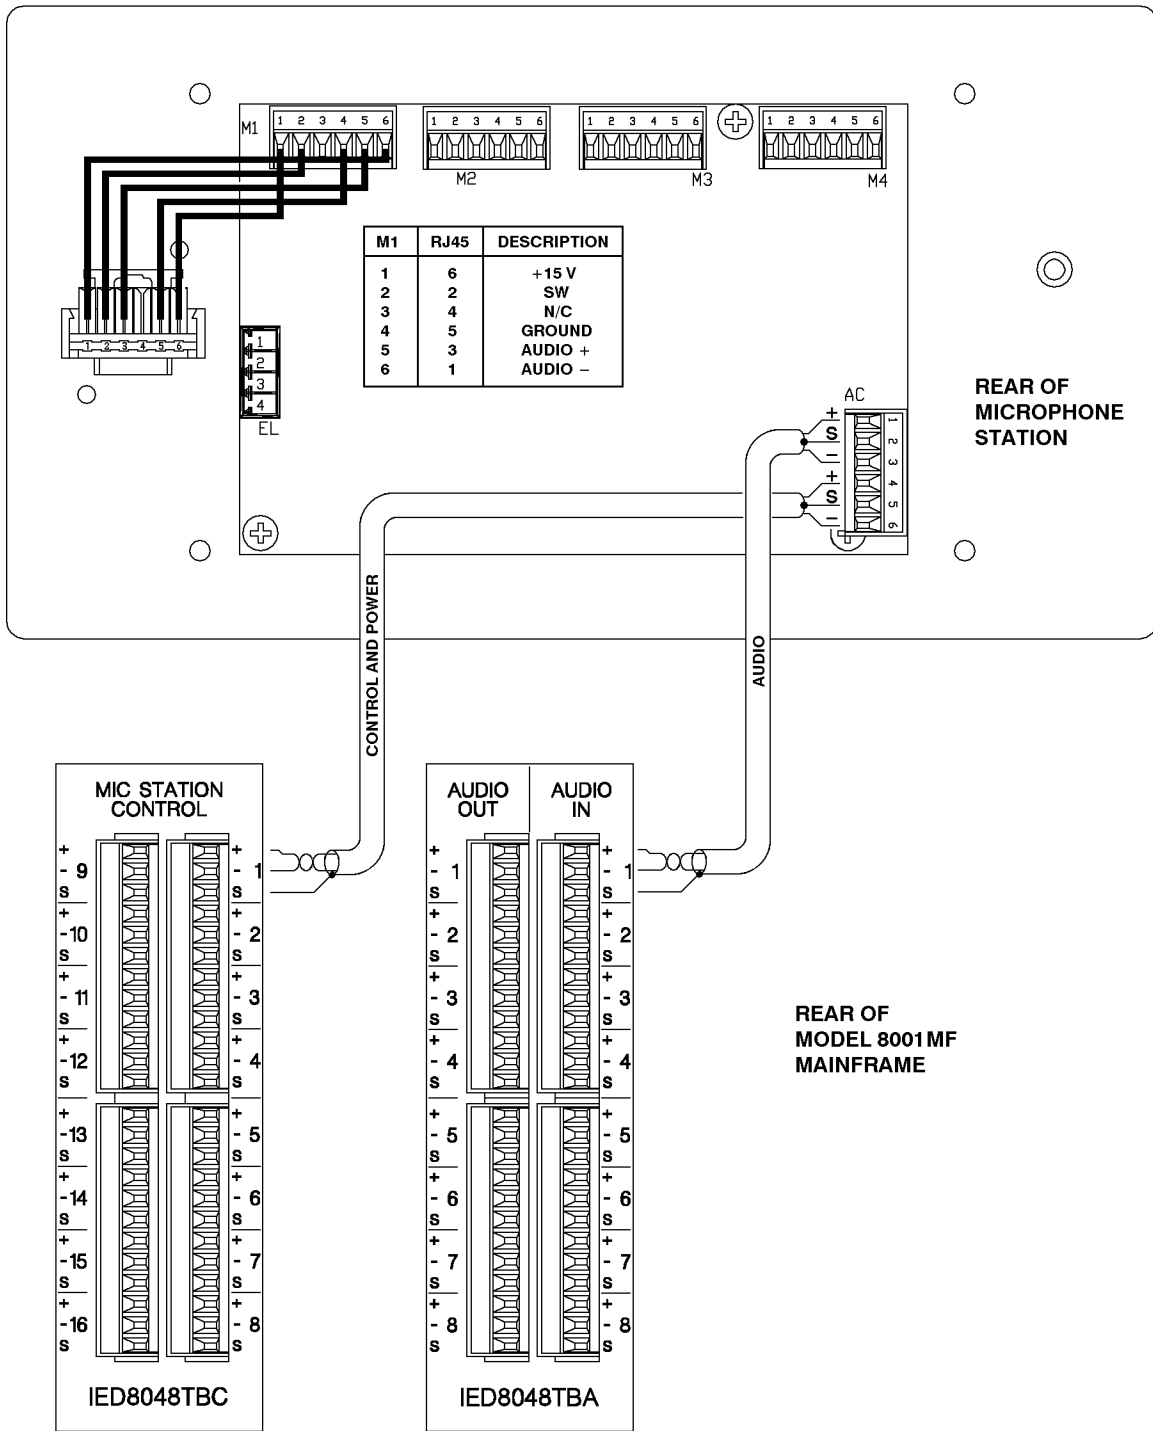 M1
1 2 3 4 5 6
1 2 3 4 5 6
M2
1 2 3 4 5 6
M3
1 2 3 4 5 6
M4
M1 RJ45 DESCRIPTION
1 6 +15 V
2 2 SW
3 4 N/C
4 5 GROUND
5 3 AUDIO +
6 1 AUDIO −
1 2 3 4 5 6
1
2
3
4
EL
AC
+ 1
S 2
− 3
+ 4
S 5
− 6
REAR OF
MICROPHONE
STATION
CONTROL AND POWER
AUDIO
MIC STATION
CONTROL
+ +
- 9 - 1
S S
+ +
-10 - 2
S S
+ +
- 11 - 3
S S
+ +
-12 - 4
S S
+ +
-13 - 5
S S
+ +
-14 - 6
S S
+ +
-15 - 7
S S
+ +
-16 - 8
S S
IED8048TBC
AUDIO AUDIO
OUT IN
+ +
- 1 - 1
S S
+ +
- 2 - 2
S S
+ +
- 3 - 3
S S
+ +
- 4 - 4
S S
+ +
- 5 - 5
S S
+ +
- 6 - 6
S S
+ +
- 7 - 7
S S
+ +
- 8 - 8
S S
IED8048TBA
REAR OF
MODEL 8001MF
MAINFRAME